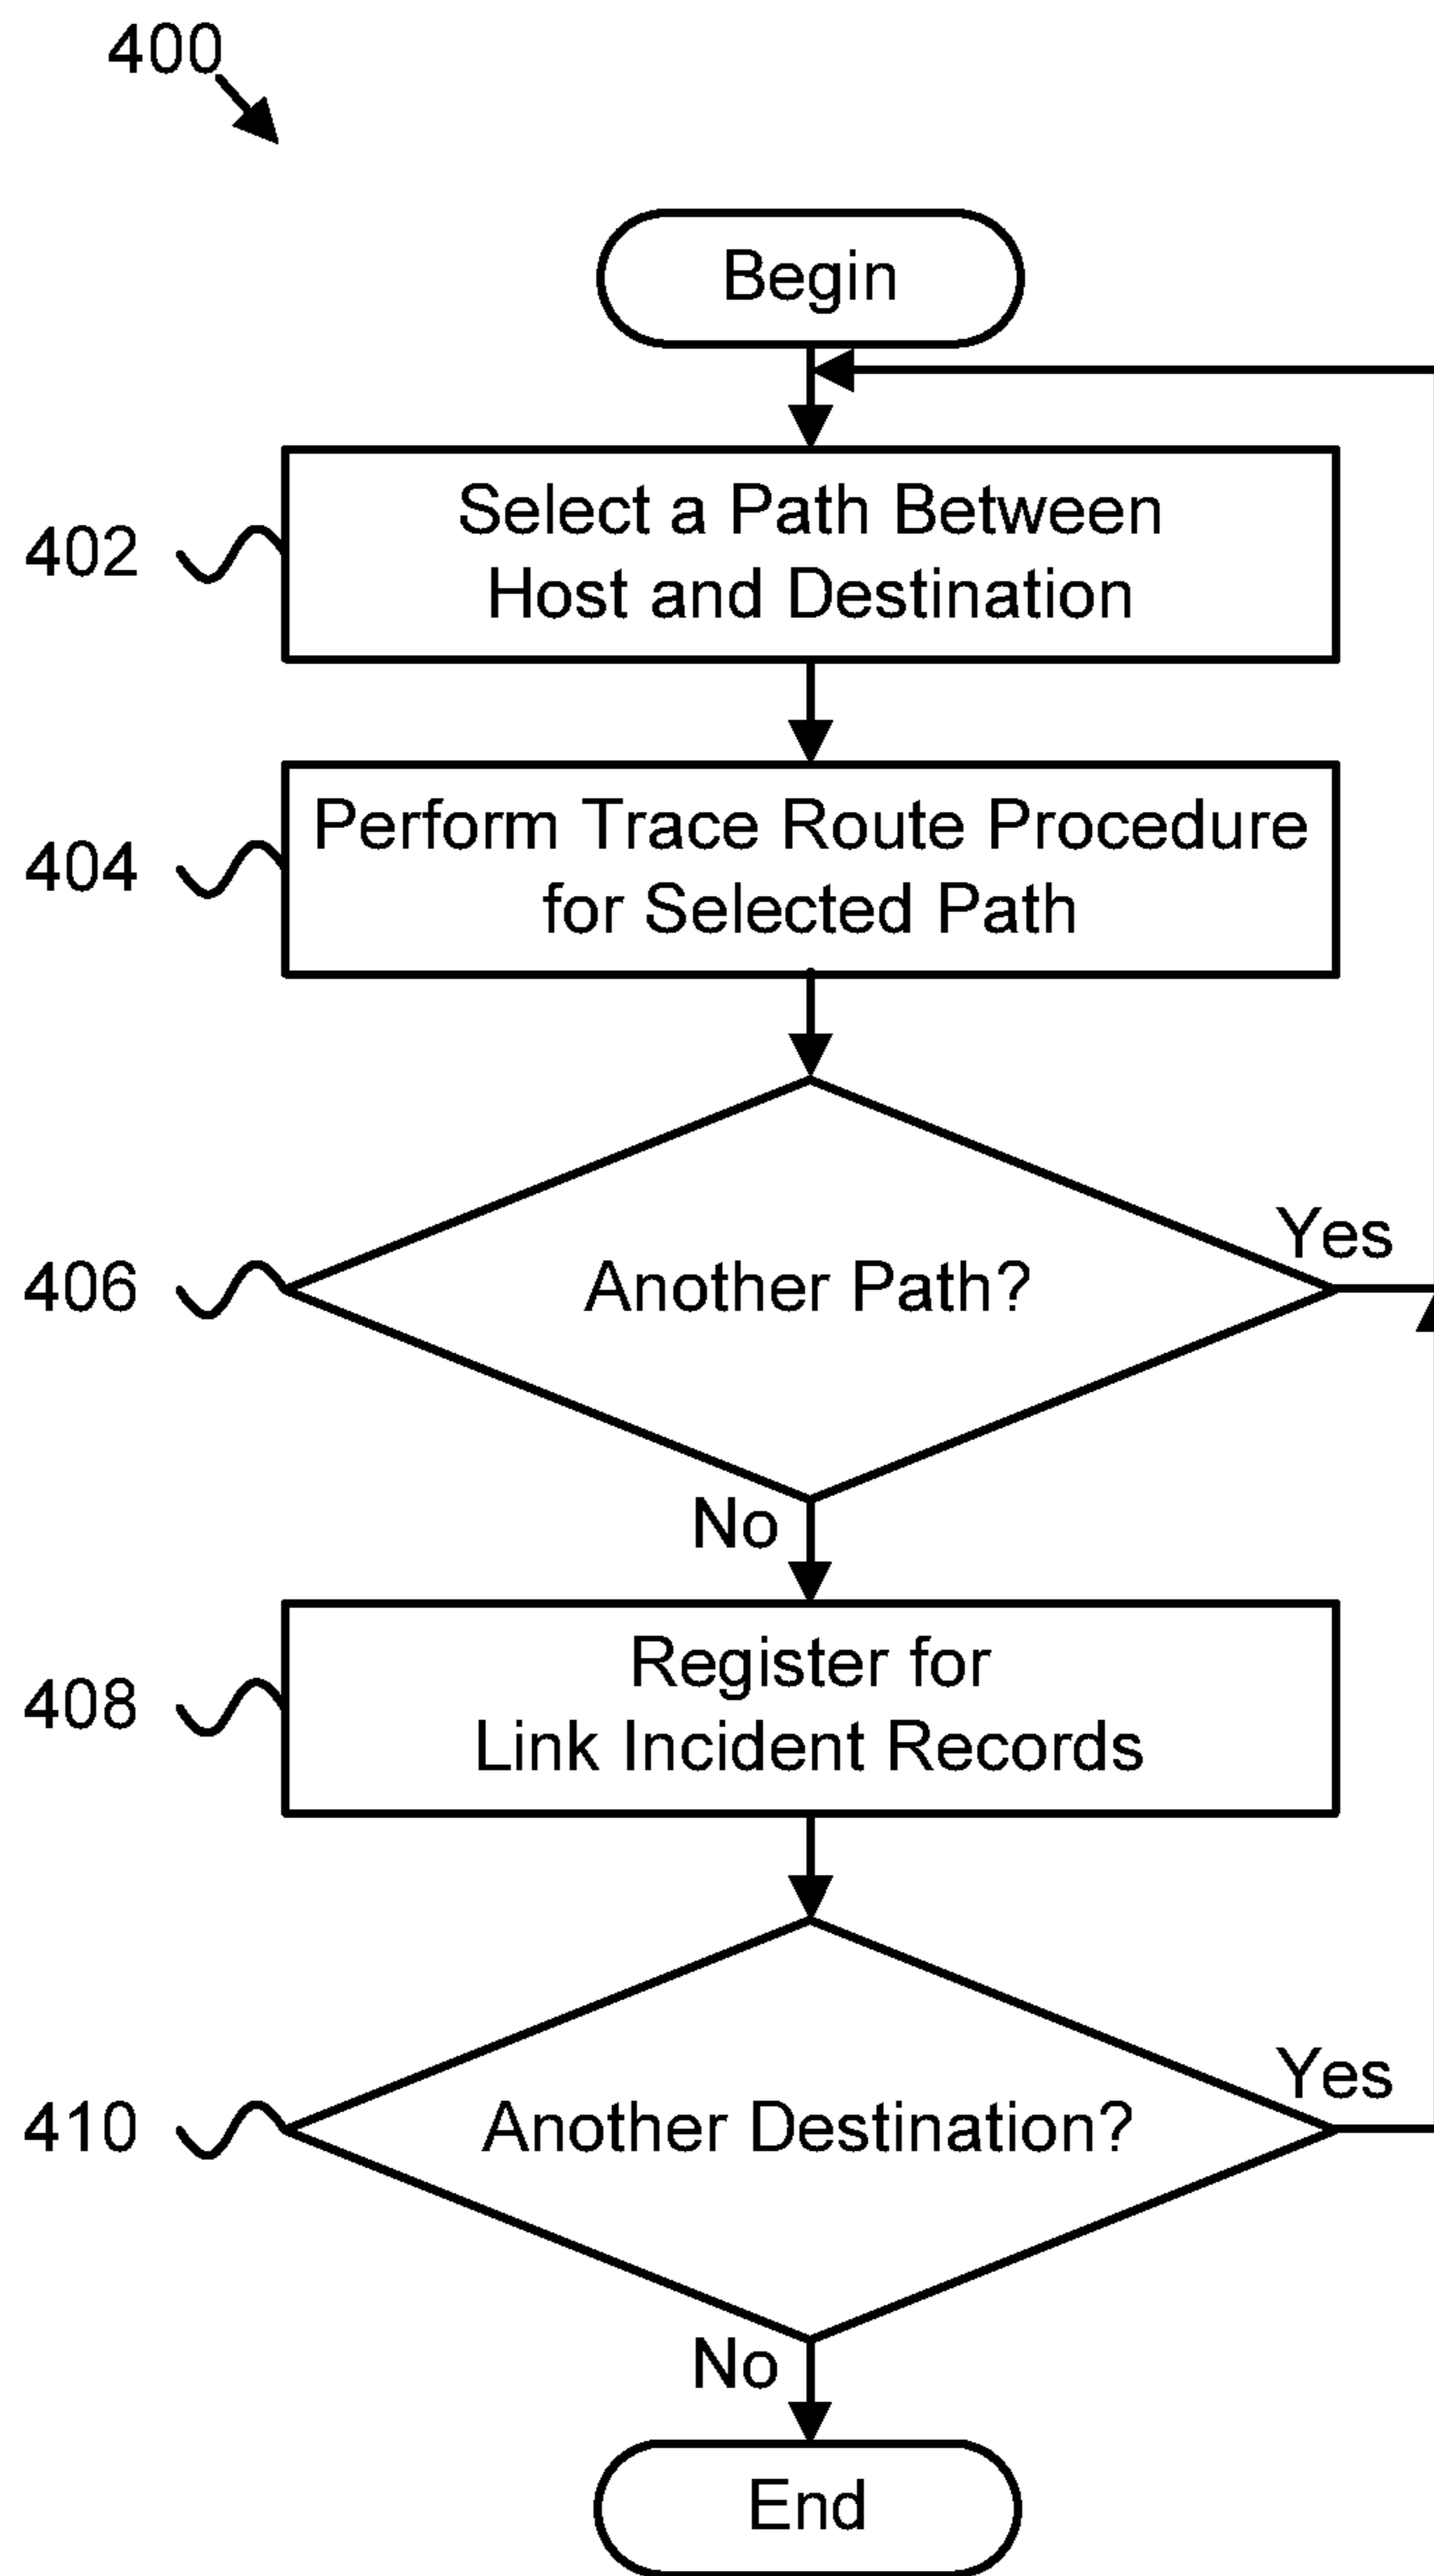 400
Begin
402
Select a Path Between
Host and Destination
404
Perform Trace Route Procedure
for Selected Path
406
Another Path?
Yes
No
408
Register for
Link Incident Records
410
Another Destination?
Yes
No
End